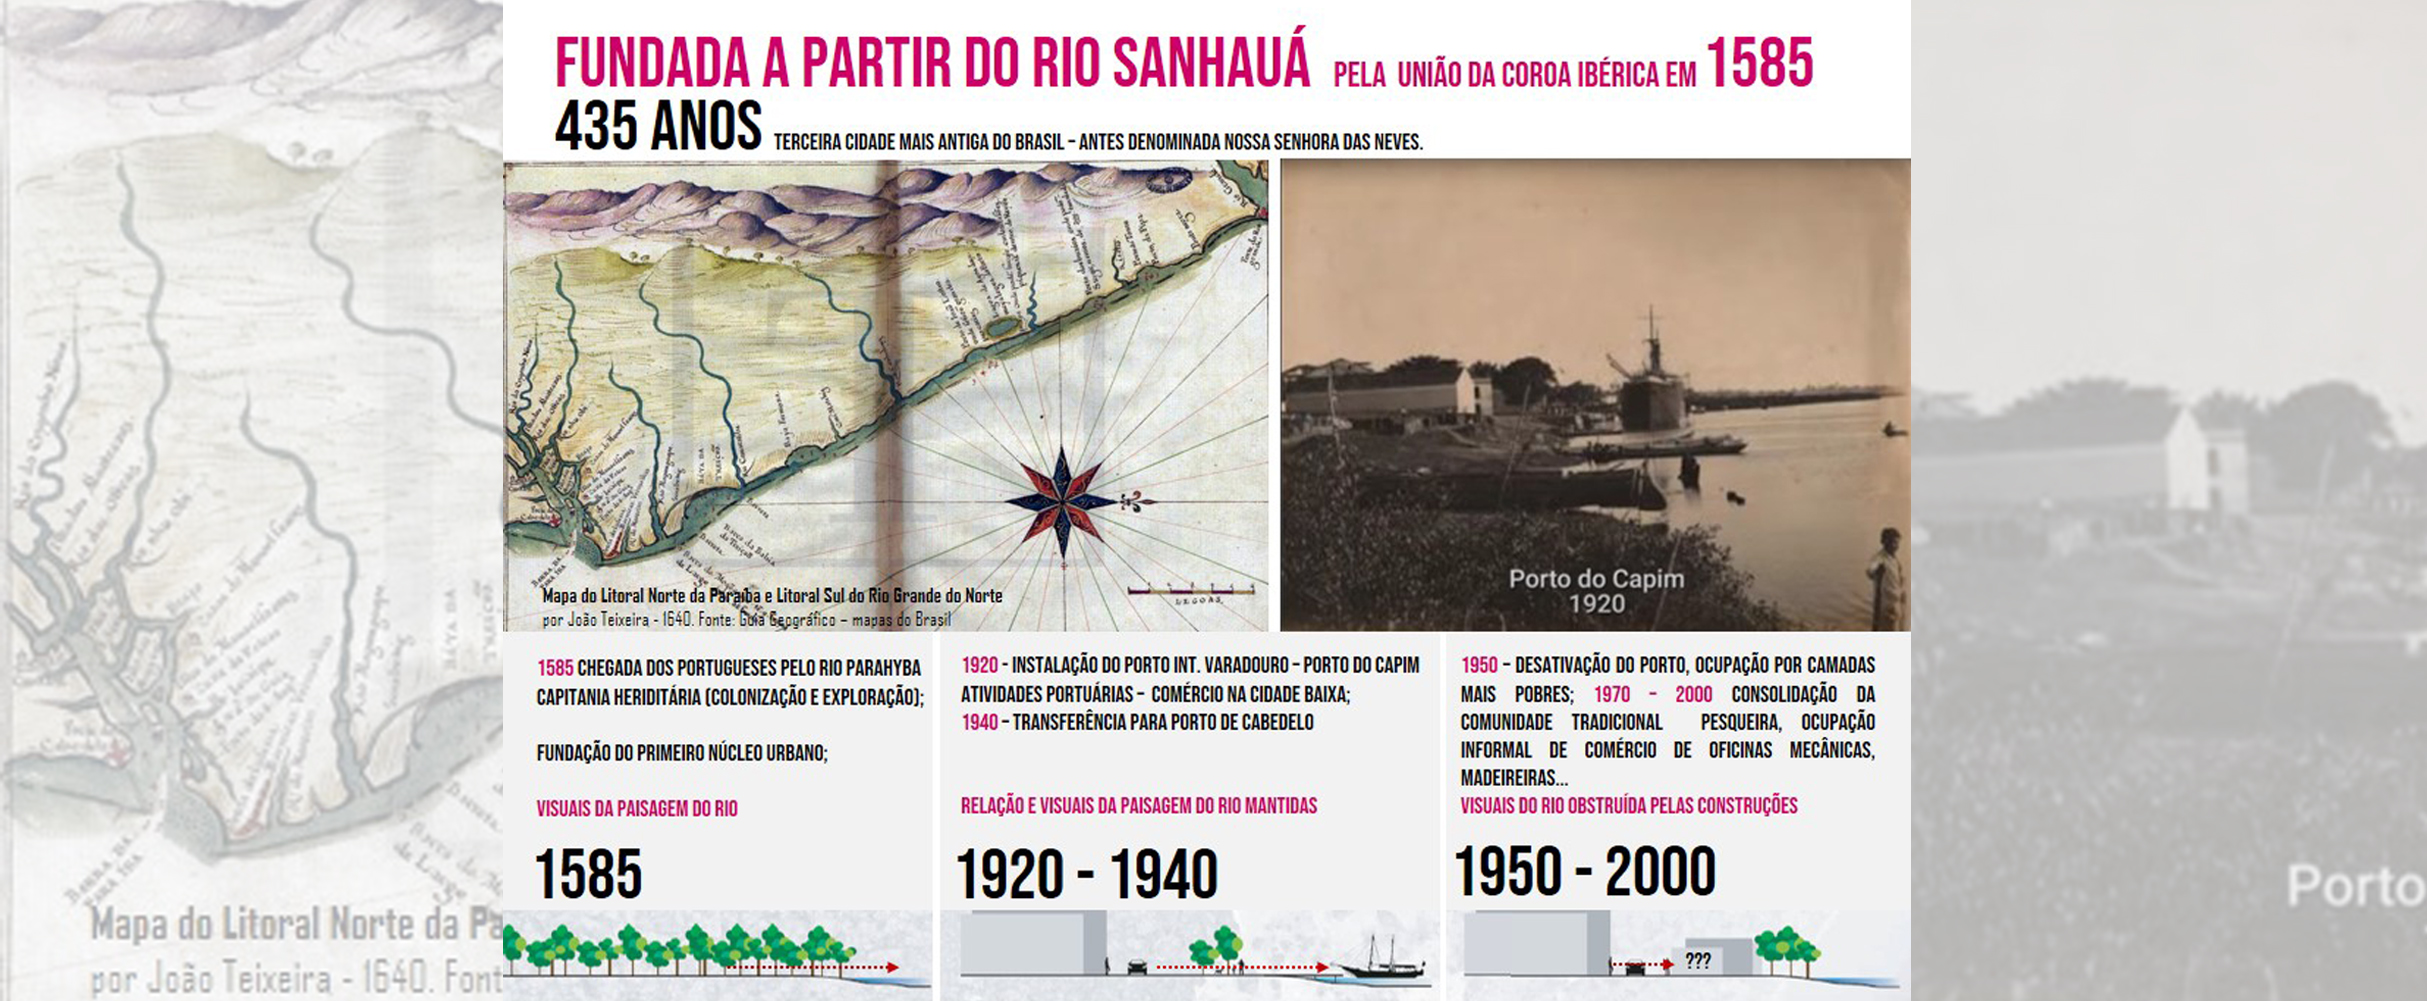 FUNDADA A PARTIR DO RIO SANHAUÁ PELA UNIÃO DA COROA IBÉRICA EM 1585
435 ANOS TERCEIRA CIDADE MAIS ANTIGA DO BRASIL – ANTES DENOMINADA NOSSA SENHORA DAS NEVES.
LEGOAS
Mapa do Litoral Norte da Paraíba e Litoral Sul do Rio Grande do Norte
por João Teixeira - 1640. Fonte: Guia Geográfico – mapas do Brasil
Porto do Capim
1920
1585 CHEGADA DOS PORTUGUESES PELO RIO PARAHYBA
CAPITANIA HERIDITÁRIA (COLONIZAÇÃO E EXPLORAÇÃO);
FUNDAÇÃO DO PRIMEIRO NÚCLEO URBANO;
VISUAIS DA PAISAGEM DO RIO
1585
1920 - INSTALAÇÃO DO PORTO INT. VARADOURO – PORTO DO CAPIM
ATIVIDADES PORTUÁRIAS – COMÉRCIO NA CIDADE BAIXA;
1940 – TRANSFERÊNCIA PARA PORTO DE CABEDELO
RELAÇÃO E VISUAIS DA PAISAGEM DO RIO MANTIDAS
1920 - 1940
1950 – DESATIVAÇÃO DO PORTO, OCUPAÇÃO POR CAMADAS
MAIS POBRES; 1970 – 2000 CONSOLIDAÇÃO DA
COMUNIDADE TRADICIONAL PESQUEIRA, OCUPAÇÃO
INFORMAL DE COMÉRCIO DE OFICINAS MECÂNICAS,
MADEIREIRAS...
VISUAIS DO RIO OBSTRUÍDA PELAS CONSTRUÇÕES
1950 - 2000
???
Mapa do Litoral Norte da Pa
por João Teixeira - 1640. Font
Porto